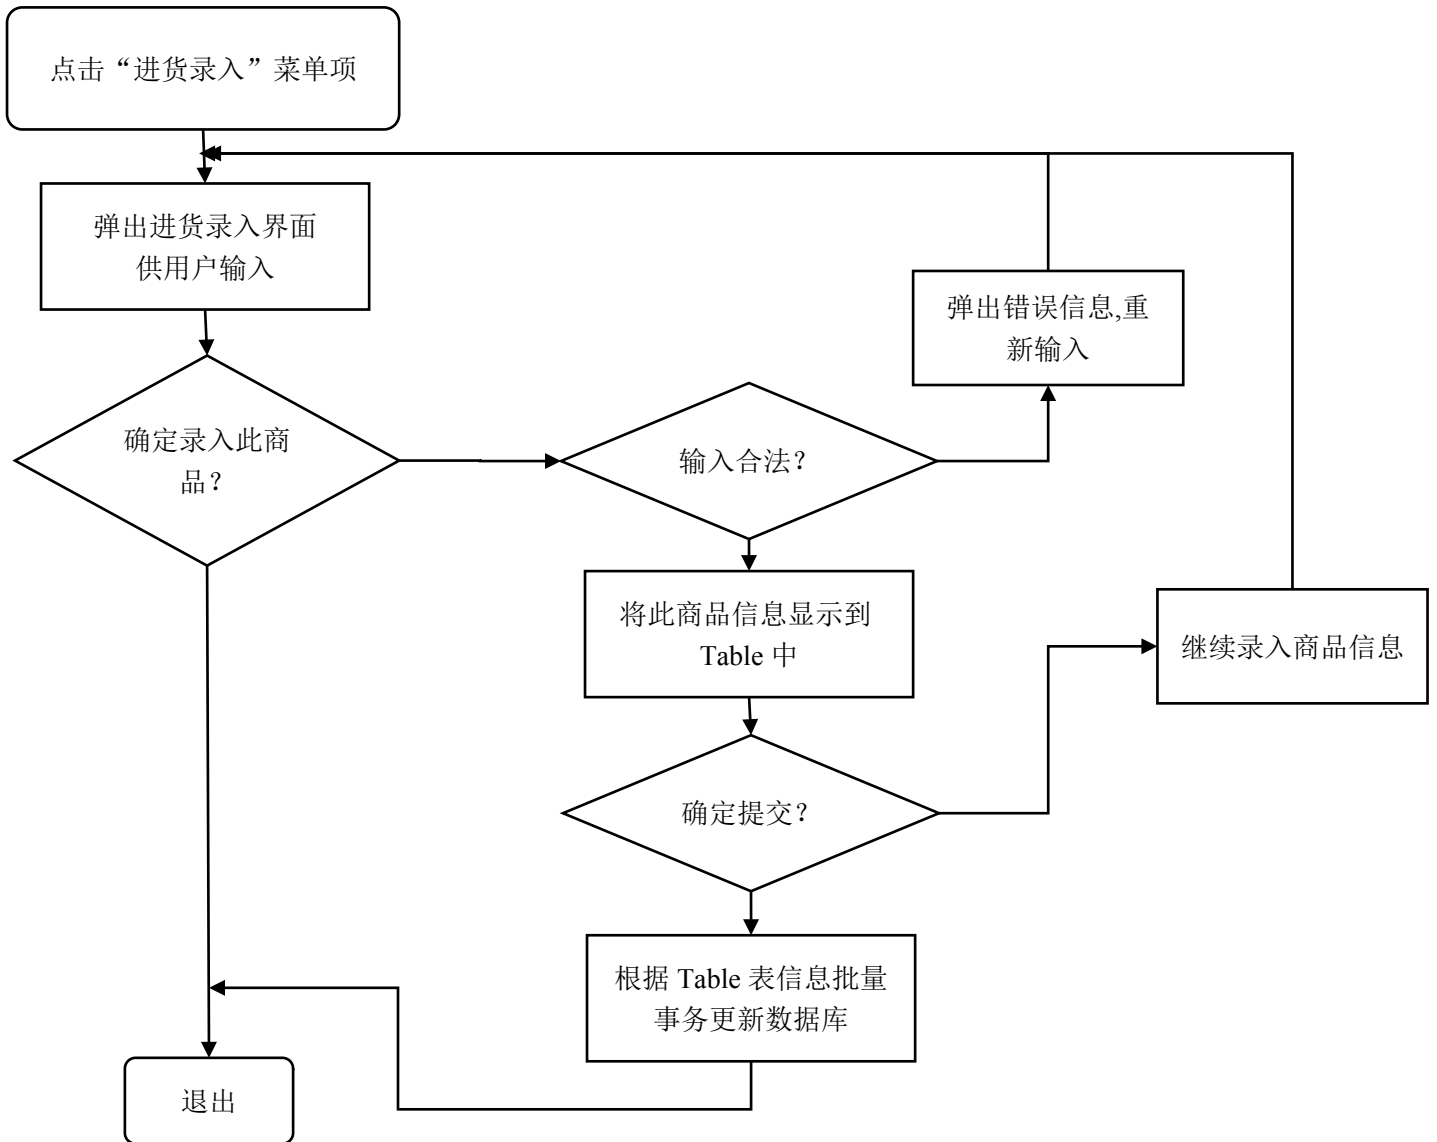 点击“进货录入”菜单项
弹出进货录入界面
供用户输入
弹出错误信息,重
新输入
确定录入此商
品？
输入合法？
将此商品信息显示到
Table 中
继续录入商品信息
确定提交？
根据 Table 表信息批量
事务更新数据库
退出